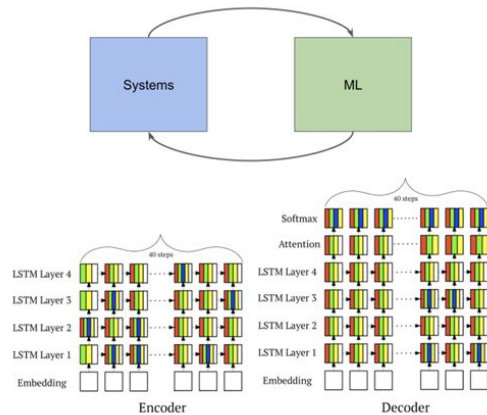 Systems
ML
40 steps
Softmax
Attention
LSTM Layer 4
LSTM Layer 3
LSTM Layer 2
LSTM Layer 1
Embedding
Decoder
40 steps
LSTM Layer 4
LSTM Layer 3
LSTM Layer 2
LSTM Layer 1
Embedding
Encoder